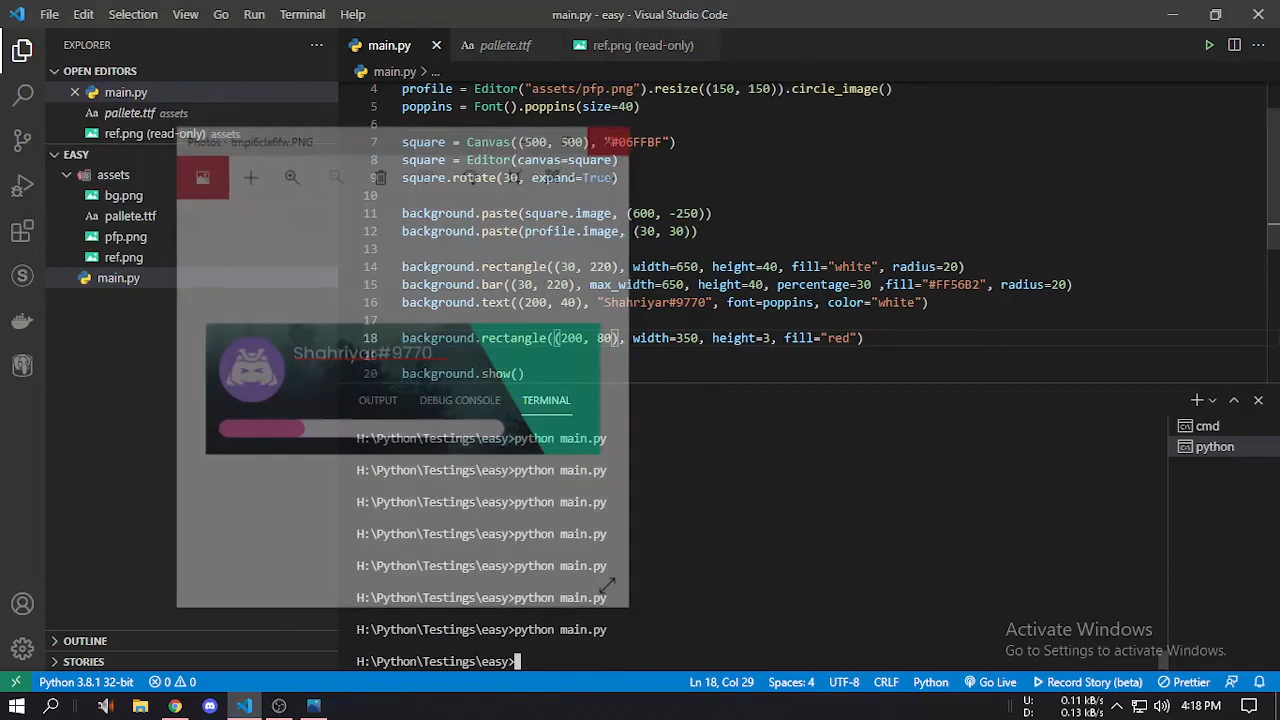 File Edit Selection View Go Run Terminal Help
main.py - easy - Visual Studio Code
EXPLORER
OPEN EDITORS
main.py
pallete.ttf assets
ref.png (read-only) assets
EASY
assets
bg.png
pallete.ttf
pfp.png
ref.png
main.py
OUTLINE
STORIES
main.py
Aa pallete.ttf
ref.png (read-only)
main.py ...
4 profile = Editor("assets/pfp.png").resize((150, 150)).circle_image()
5 poppins = Font().poppins(size=40)
6
7 square = Canvas((500, 500), "#06FFBF")
8 square = Editor(canvas=square)
9 square.rotate(30, expand=True)
10
11 background.paste(square.image, (600, -250))
12 background.paste(profile.image, (30, 30))
13
14 background.rectangle((30, 220), width=650, height=40, fill="white", radius=20)
15 background.bar((30, 220), max_width=650, height=40, percentage=30 ,fill="#FF56B2", radius=20)
16 background.text((200, 40), "Shahriyar#9770", font=poppins, color="white")
17
18 background.rectangle((200, 80), width=350, height=3, fill="red")
19
20 background.show()
Shahriyar#9770
OUTPUT DEBUG CONSOLE TERMINAL
H:\Python\Testings\easy>python main.py
H:\Python\Testings\easy>python main.py
H:\Python\Testings\easy>python main.py
H:\Python\Testings\easy>python main.py
H:\Python\Testings\easy>python main.py
H:\Python\Testings\easy>python main.py
H:\Python\Testings\easy>python main.py
H:\Python\Testings\easy>
cmd
python
Activate Windows
Go to Settings to activate Windows.
Python 3.8.1 32-bit 0 0
Ln 18, Col 29 Spaces: 4 UTF-8 CRLF Python Go Live Record Story (beta) Prettier
U: 0.11 kB/s
D: 0.13 kB/s
4:18 PM